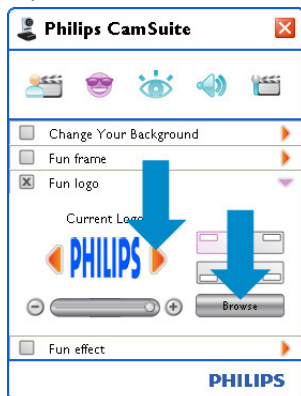 Philips CamSuite
Change Your Background
Fun frame
Fun logo
Current Logo
PHILIPS
Browse
Fun effect
PHILIPS